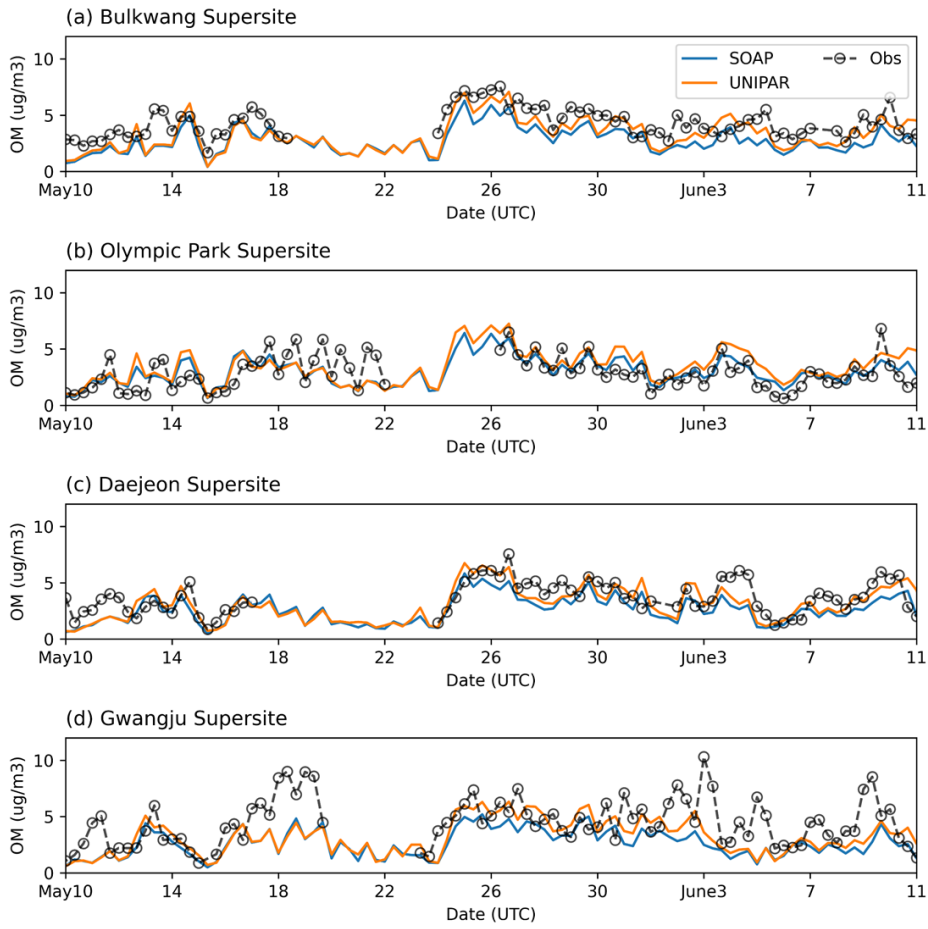 (a) Bulkwang Supersite
OM (ug/m3)
10
5
0
SOAP
UNIPAR
Obs
May10 14 18 22 26 30 June3 7 11
Date (UTC)
(b) Olympic Park Supersite
OM (ug/m3)
10
5
0
May10 14 18 22 26 30 June3 7 11
Date (UTC)
(c) Daejeon Supersite
OM (ug/m3)
10
5
0
May10 14 18 22 26 30 June3 7 11
Date (UTC)
(d) Gwangju Supersite
OM (ug/m3)
10
5
0
May10 14 18 22 26 30 June3 7 11
Date (UTC)